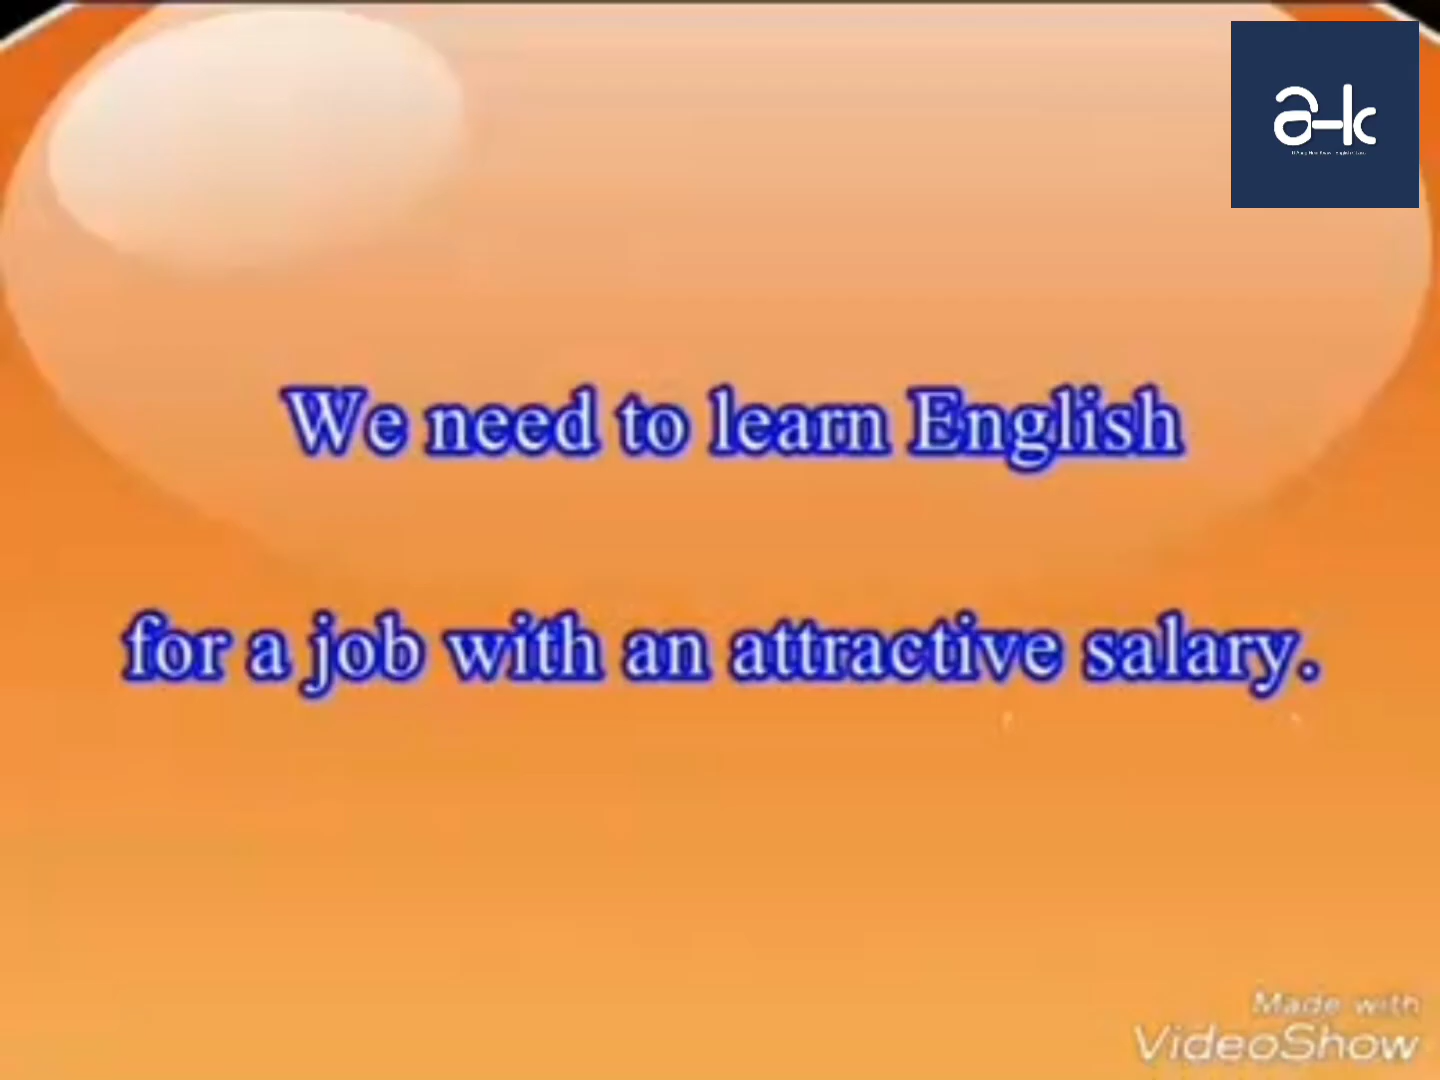 a-k
We need to learn English
for a job with an attractive salary.
Made with
VideoShow